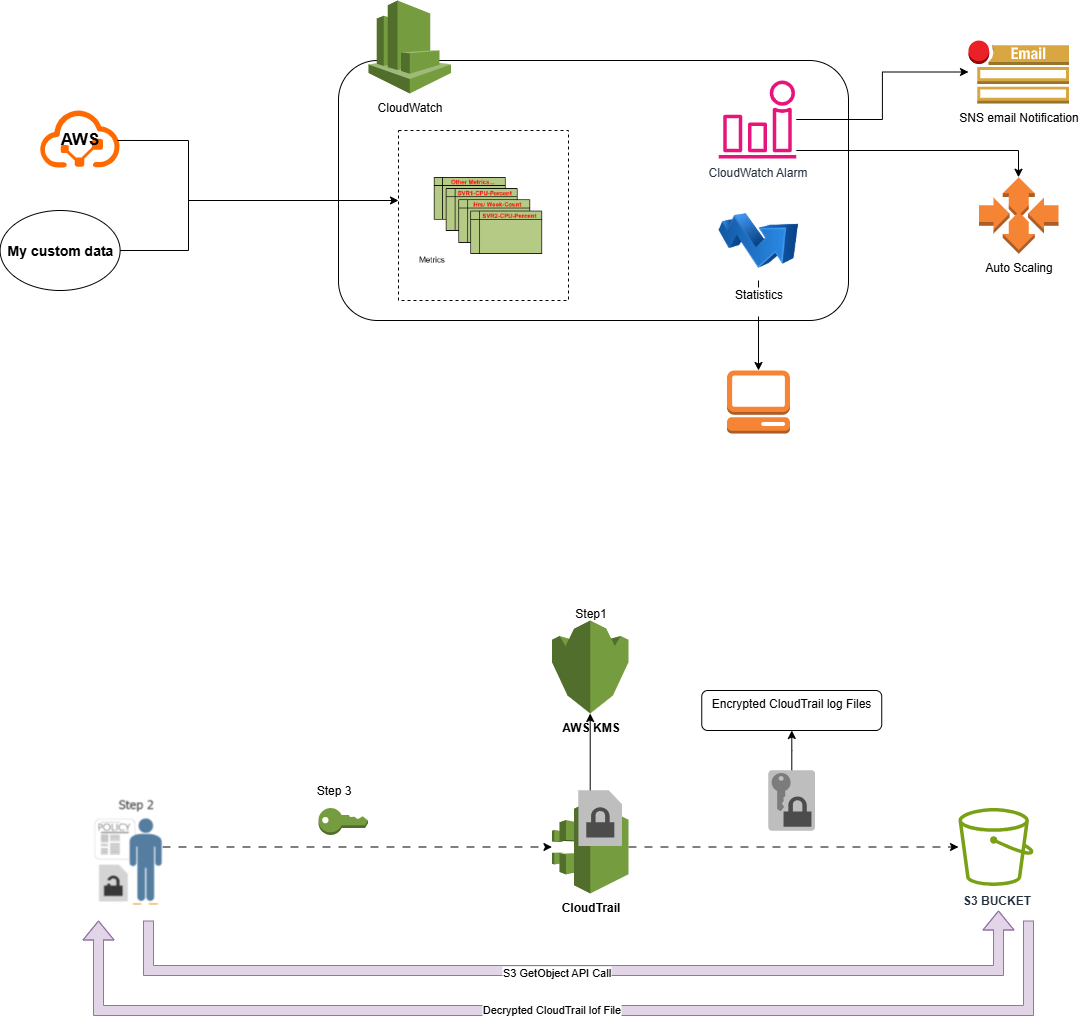 CloudWatch
Email
SNS email Notification
AWS
CloudWatch Alarm
Other Metrics...
SVR1-CPU-Percent
Hrs/ Week-Count
SVR2-CPU-Percent
Metrics
My custom data
Statistics
Auto Scaling
Step1
AWS KMS
Encrypted CloudTrail log Files
Step 3
Step 2
POLICY
CloudTrail
S3 BUCKET
S3 GetObject API Call
Decrypted CloudTrail lof File